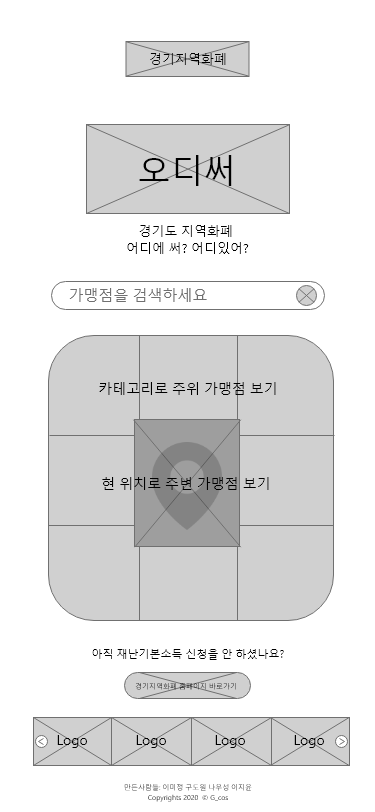 경기지역화폐
오디써
경기도 지역화폐
어디에 써? 어디있어?
가맹점을 검색하세요
카테고리로 주위 가맹점 보기
현 위치로 주변 가맹점 보기
아직 재난기본소득 신청을 안 하셨나요?
경기지역화폐 홈페이지 바로가기
< Logo Logo Logo Logo >
만든사람들: 이미정 구도원 나우성 이지윤
Copyrights 2020 © G_cos